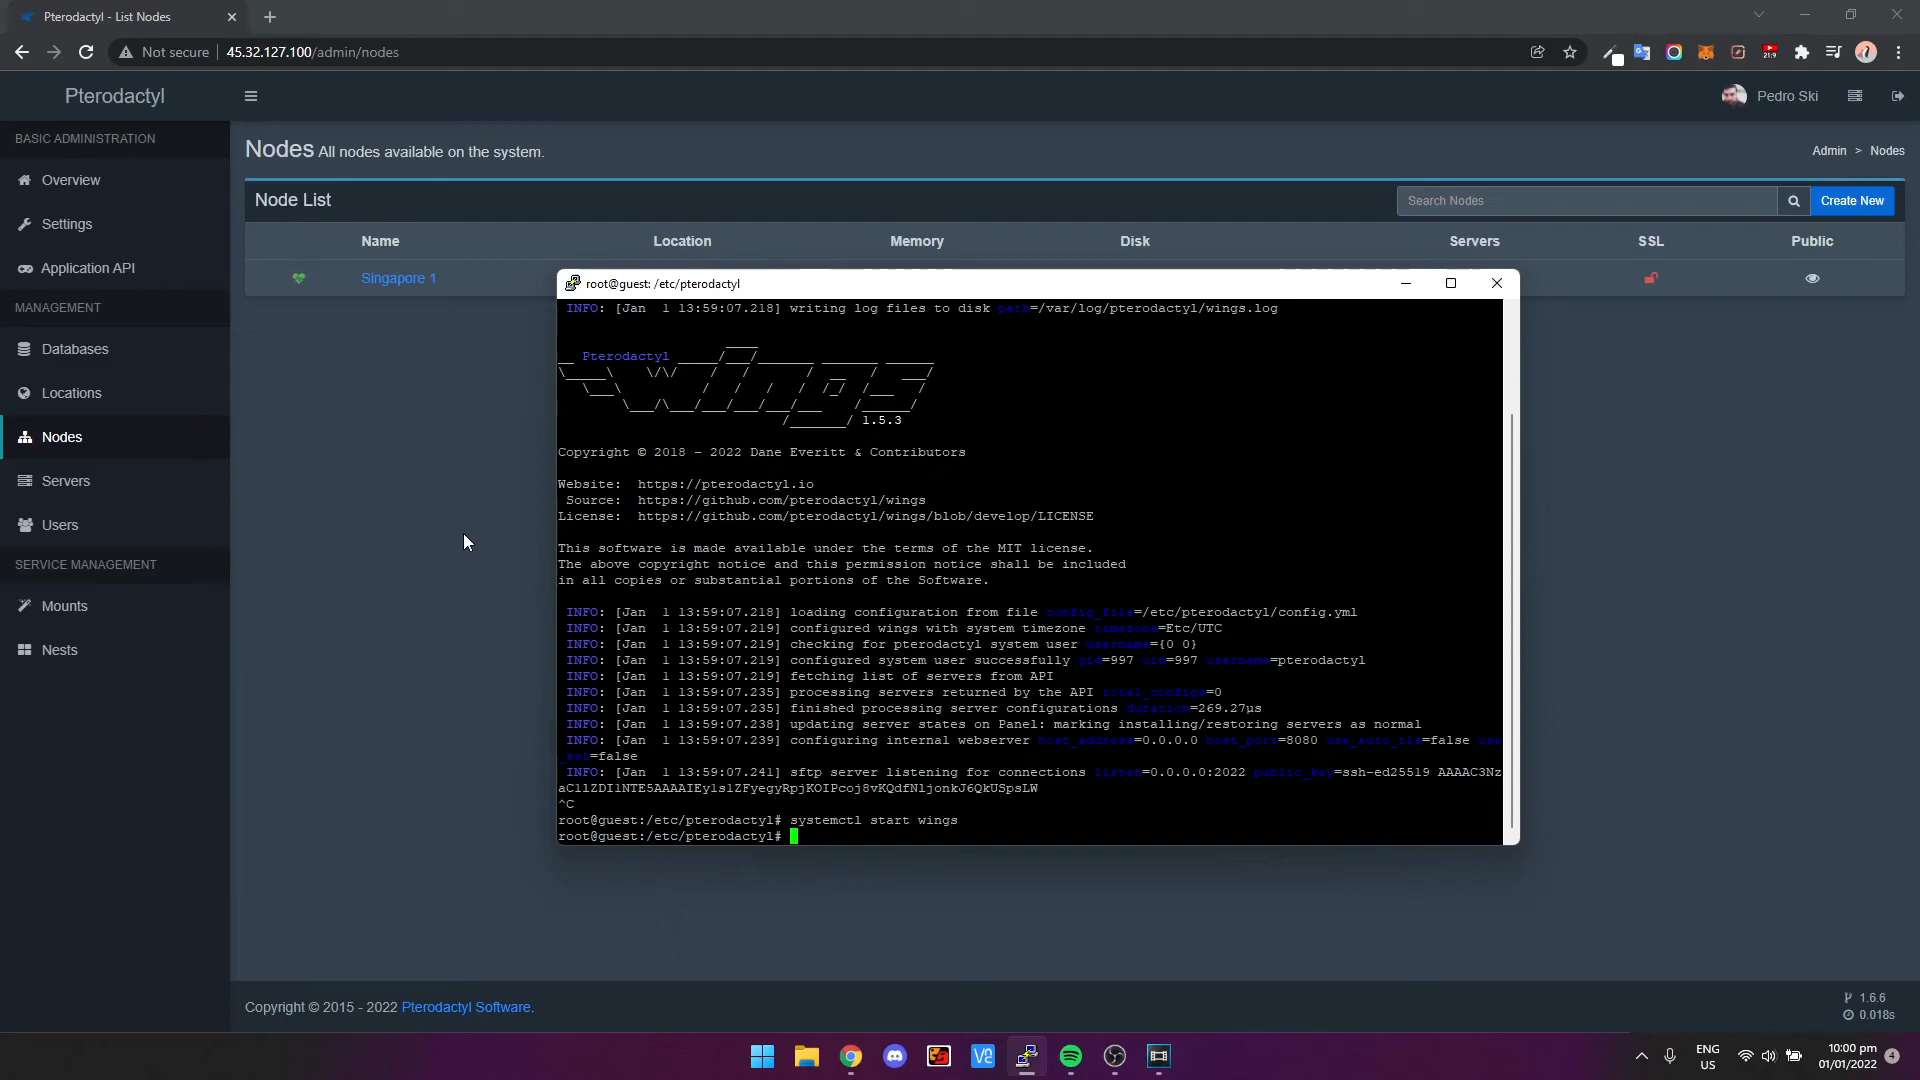 Pterodactyl - List Nodes
Not secure
45.32.127.100/admin/nodes
21:9
Pterodactyl
Pedro Ski
BASIC ADMINISTRATION
Overview
Settings
Application API
MANAGEMENT
Databases
Locations
Nodes
Servers
Users
SERVICE MANAGEMENT
Mounts
Nests
Nodes All nodes available on the system.
Admin > Nodes
Node List
Search Nodes
Create New
Name Location Memory Disk Servers SSL Public
Singapore 1
root@guest: /etc/pterodactyl
INFO: [Jan  1 13:59:07.218] writing log files to disk path=/var/log/pterodactyl/wings.log
Pterodactyl
wings
1.5.3
Copyright © 2018 - 2022 Dane Everitt & Contributors
Website:  https://pterodactyl.io
Source:  https://github.com/pterodactyl/wings
License:  https://github.com/pterodactyl/wings/blob/develop/LICENSE
This software is made available under the terms of the MIT license.
The above copyright notice and this permission notice shall be included
in all copies or substantial portions of the Software.
INFO: [Jan  1 13:59:07.218] loading configuration from file config_file=/etc/pterodactyl/config.yml
INFO: [Jan  1 13:59:07.219] configured wings with system timezone timezone=Etc/UTC
INFO: [Jan  1 13:59:07.219] checking for pterodactyl system user username={0 0}
INFO: [Jan  1 13:59:07.219] configured system user successfully gid=997 uid=997 username=pterodactyl
INFO: [Jan  1 13:59:07.219] fetching list of servers from API
INFO: [Jan  1 13:59:07.235] processing servers returned by the API total_configs=0
INFO: [Jan  1 13:59:07.235] finished processing server configurations duration=269.27µs
INFO: [Jan  1 13:59:07.238] updating server states on Panel: marking installing/restoring servers as normal
INFO: [Jan  1 13:59:07.239] configuring internal webserver host_address=0.0.0.0 host_port=8080 use_auto_tls=false use
_ssl=false
INFO: [Jan  1 13:59:07.241] sftp server listening for connections listen=0.0.0.0:2022 public_key=ssh-ed25519 AAAAC3Nz
aC1lZDI1NTE5AAAAIEy1s1ZFyegyRpjKOIPcoj8vKQdfNljonkJ6QkUSpsLW
^C
root@guest:/etc/pterodactyl# systemctl start wings
root@guest:/etc/pterodactyl#
Copyright © 2015 - 2022 Pterodactyl Software.
1.6.6
0.018s
ENG
US
10:00 pm
01/01/2022
4